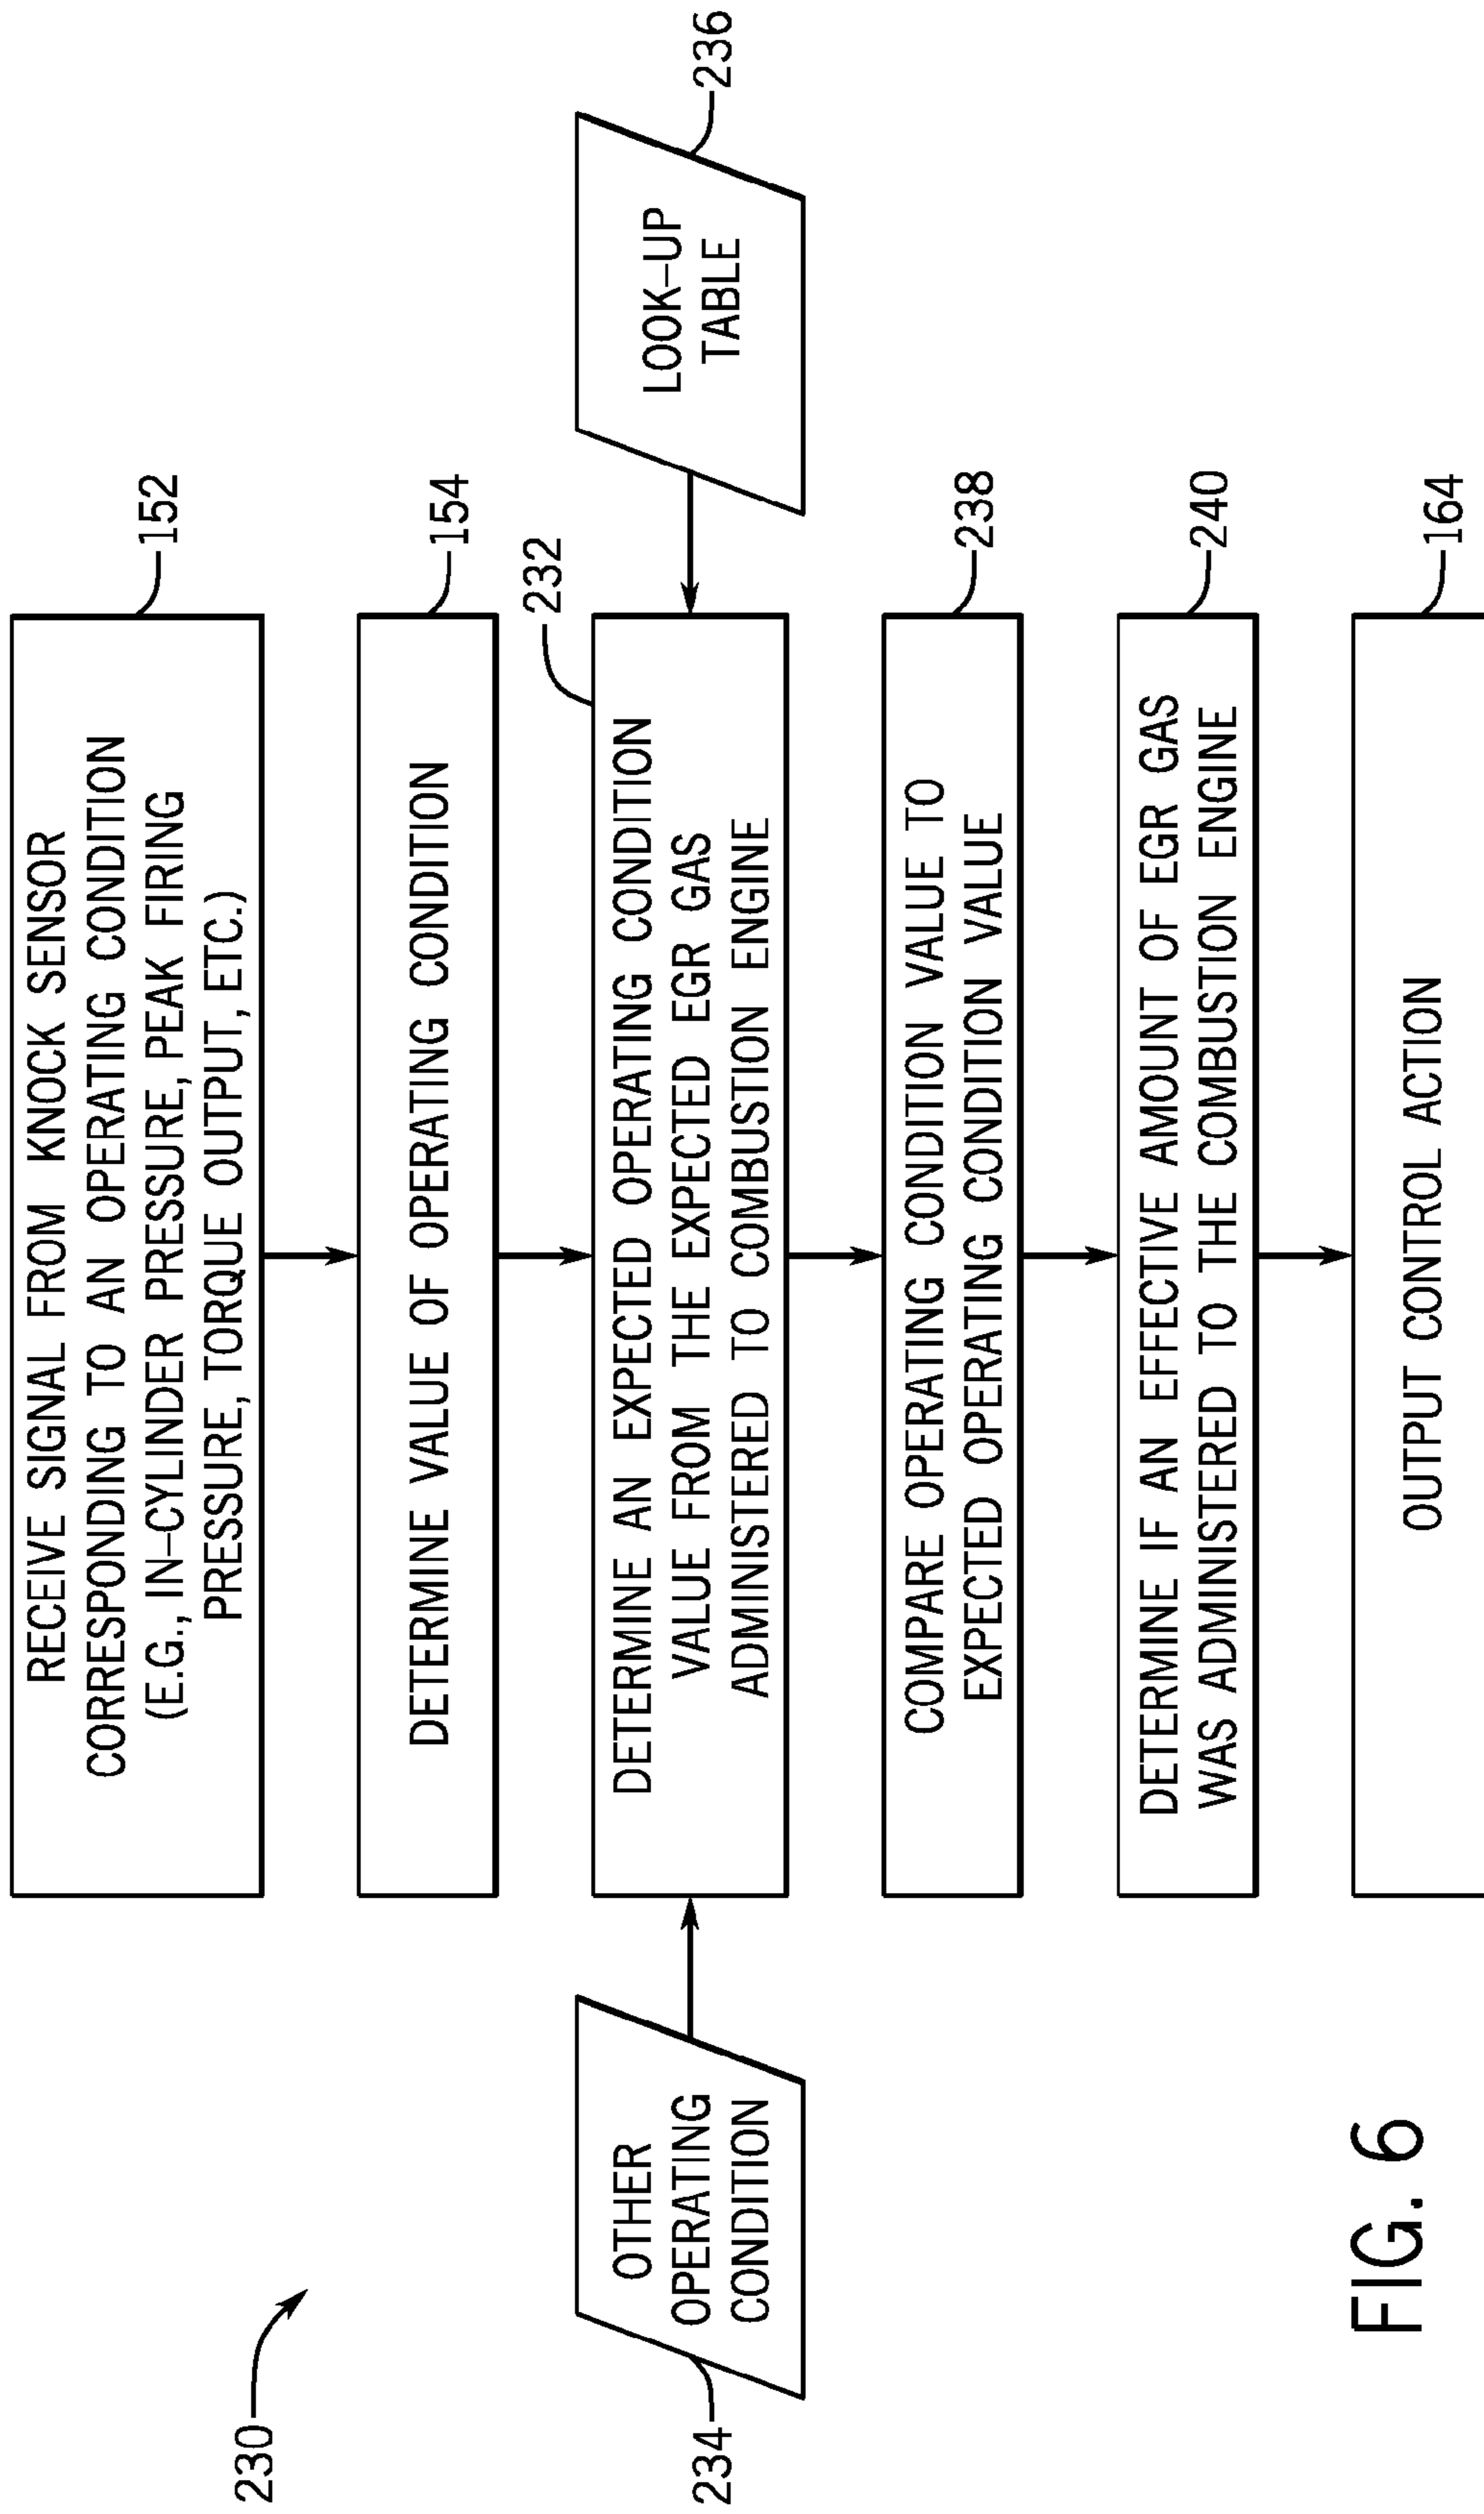 230
RECEIVE SIGNAL FROM KNOCK SENSOR
CORRESPONDING TO AN OPERATING CONDITION
(E.G., IN-CYLINDER PRESSURE, PEAK FIRING
PRESSURE, TORQUE OUTPUT, ETC.)
152
DETERMINE VALUE OF OPERATING CONDITION
154
232
OTHER
OPERATING
CONDITION
234
DETERMINE AN EXPECTED OPERATING CONDITION
VALUE FROM THE EXPECTED EGR GAS
ADMINISTERED TO COMBUSTION ENGINE
LOOK-UP
TABLE
236
COMPARE OPERATING CONDITION VALUE TO
EXPECTED OPERATING CONDITION VALUE
238
DETERMINE IF AN EFFECTIVE AMOUNT OF EGR GAS
WAS ADMINISTERED TO THE COMBUSTION ENGINE
240
OUTPUT CONTROL ACTION
164
FIG. 6